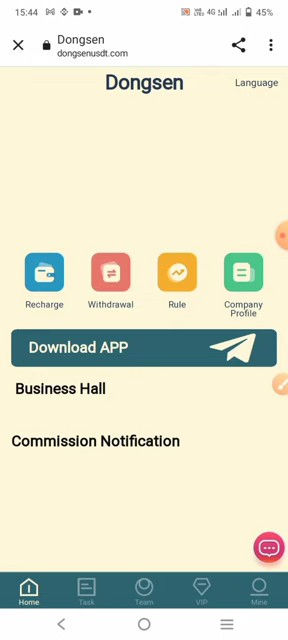 15:44
4G
45%
Dongsen
dongsenusdt.com
Dongsen
Language
Recharge
Withdrawal
Rule
Company
Profile
Download APP
Business Hall
Commission Notification
Home
Task
Team
VIP
Mine